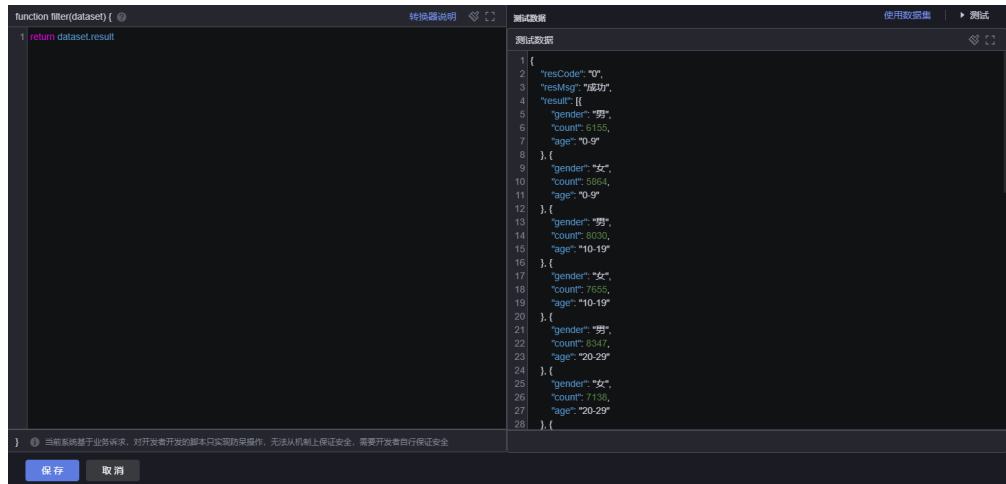 function filter(dataset) {
转换器说明
1 return dataset.result
测试数据
使用数据集
测试
测试数据
1 {
2 "resCode": "0",
3 "resMsg": "成功",
4 "result": [{
5 "gender": "男",
6 "count": 6155,
7 "age": "0-9"
8 }, {
9 "gender": "女",
10 "count": 5864,
11 "age": "0-9"
12 }, {
13 "gender": "男",
14 "count": 8030,
15 "age": "10-19"
16 }, {
17 "gender": "女",
18 "count": 7655,
19 "age": "10-19"
20 }, {
21 "gender": "男",
22 "count": 8347,
23 "age": "20-29"
24 }, {
25 "gender": "女",
26 "count": 7138,
27 "age": "20-29"
28 }, {
} 当前系统基于业务诉求，对开发者开发的脚本只实现防呆操作，无法从机制上保证安全，需要开发者自行保证安全
保存
取消